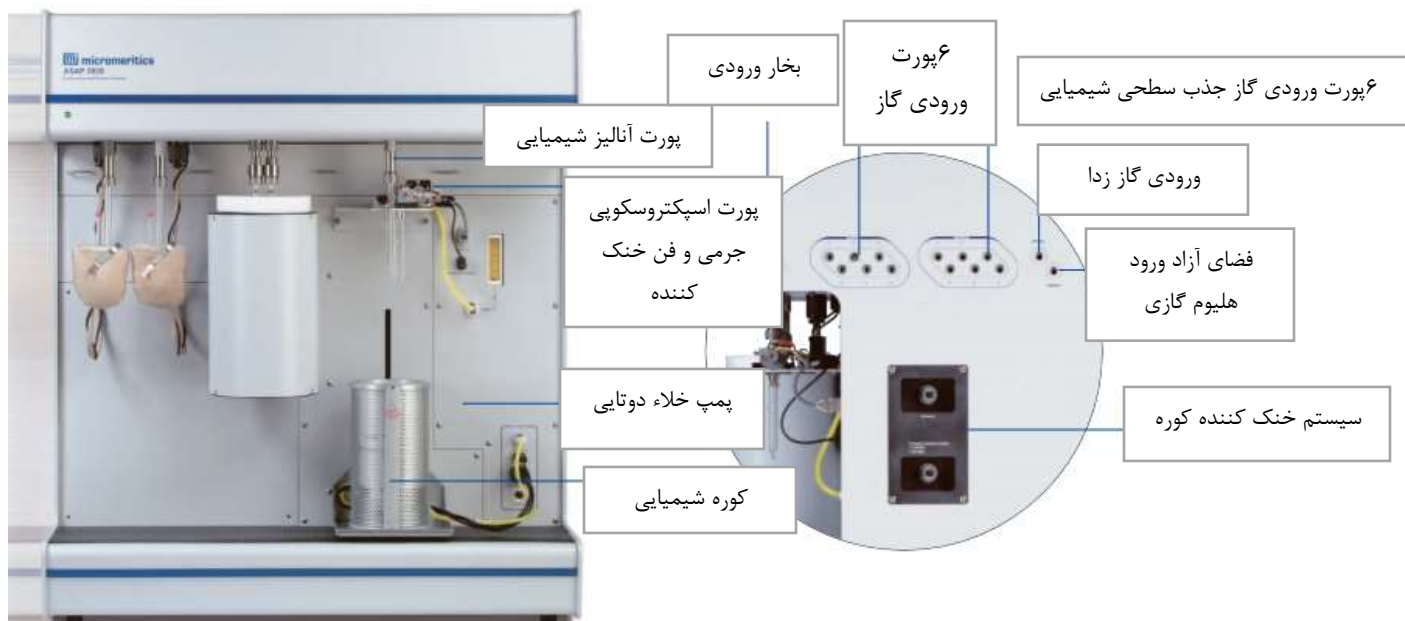 micromeritics
بخار ورودی
۶پورت
ورودی گاز
۶پورت ورودی گاز جذب سطحی شیمیایی
پورت آنالیز شیمیایی
ورودی گاز زدا
پورت اسپکتروسکوپی
جرمی و فن خنک
کننده
فضای آزاد ورود
هلیوم گازی
پمپ خلاء دوتایی
سیستم خنک کننده کوره
کوره شیمیایی